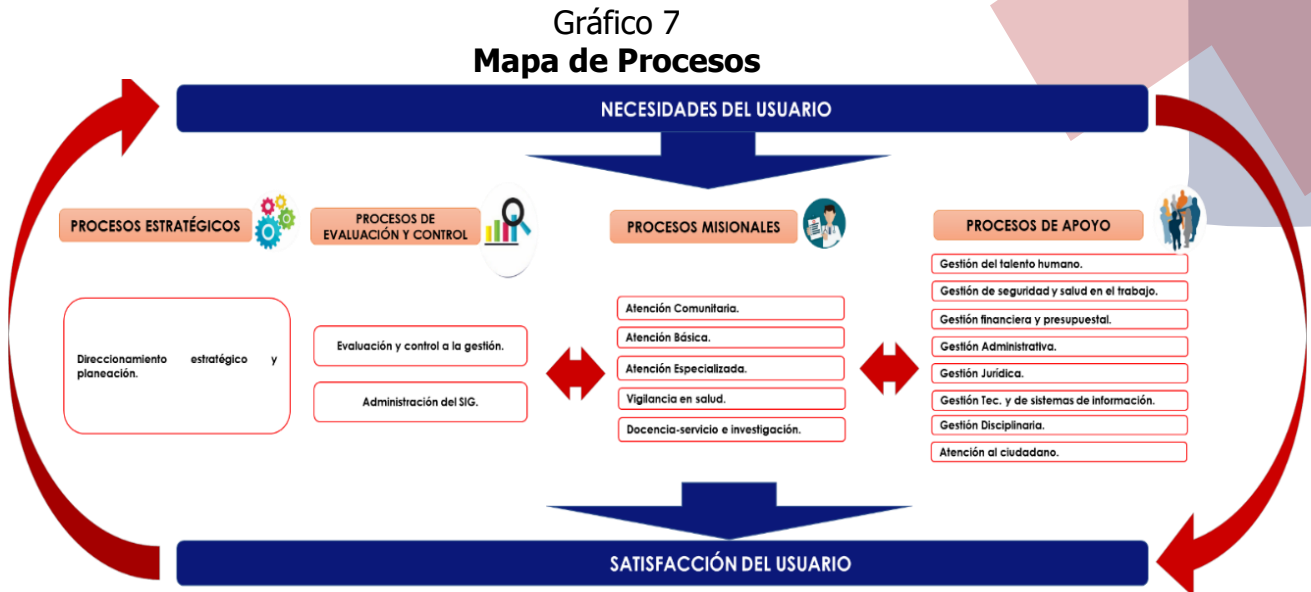 Gráfico 7
Mapa de Procesos
NECESIDADES DEL USUARIO
PROCESOS ESTRATÉGICOS
Direccionamiento estratégico y
planeación.
PROCESOS DE
EVALUACIÓN Y CONTROL
Evaluación y control a la gestión.
Administración del SIG.
PROCESOS MISIONALES
Atención Comunitaria.
Atención Básica.
Atención Especializada.
Vigilancia en salud.
Docencia-servicio e investigación.
PROCESOS DE APOYO
Gestión del talento humano.
Gestión de seguridad y salud en el trabajo.
Gestión financiera y presupuestal.
Gestión Administrativa.
Gestión Jurídica.
Gestión Tec. y de sistemas de información.
Gestión Disciplinaria.
Atención al ciudadano.
SATISFACCIÓN DEL USUARIO